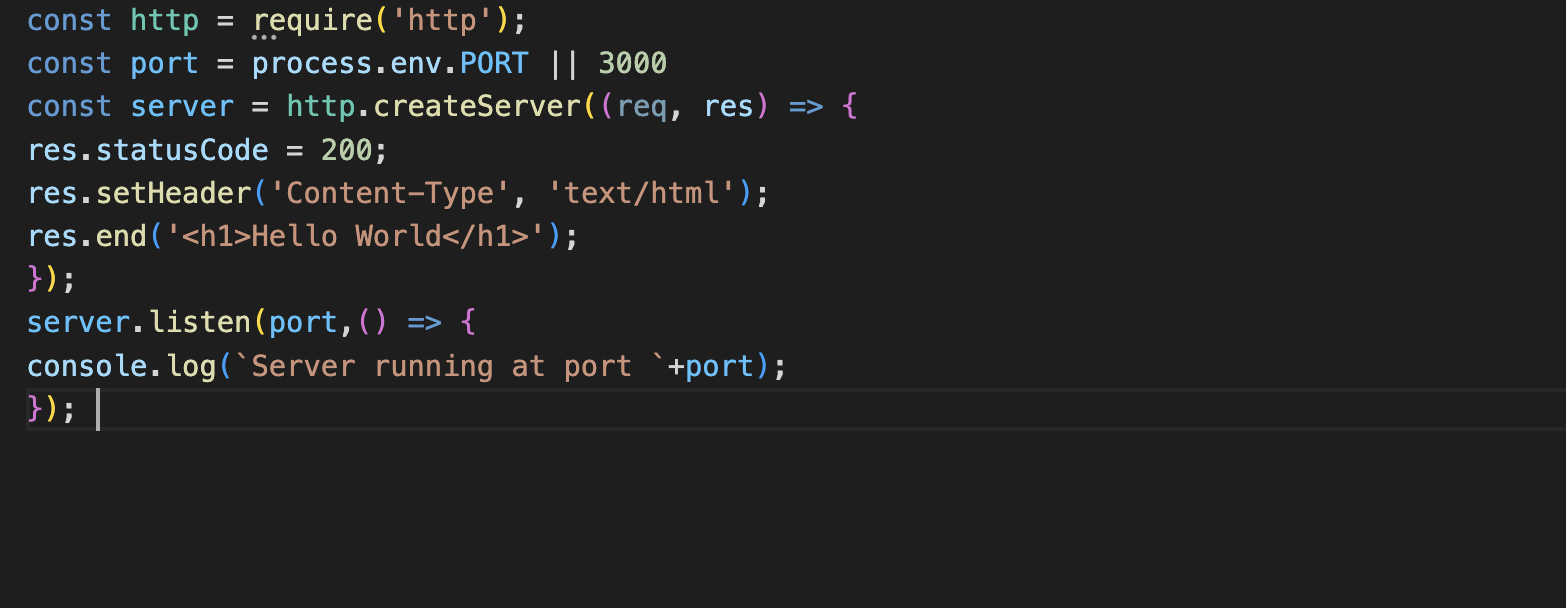 const http = require('http');
const port = process.env.PORT || 3000
const server = http.createServer((req, res) => {
res.statusCode = 200;
res.setHeader('Content-Type', 'text/html');
res.end('<h1>Hello World</h1>');
});
server.listen(port,() => {
console.log(`Server running at port `+port);
});